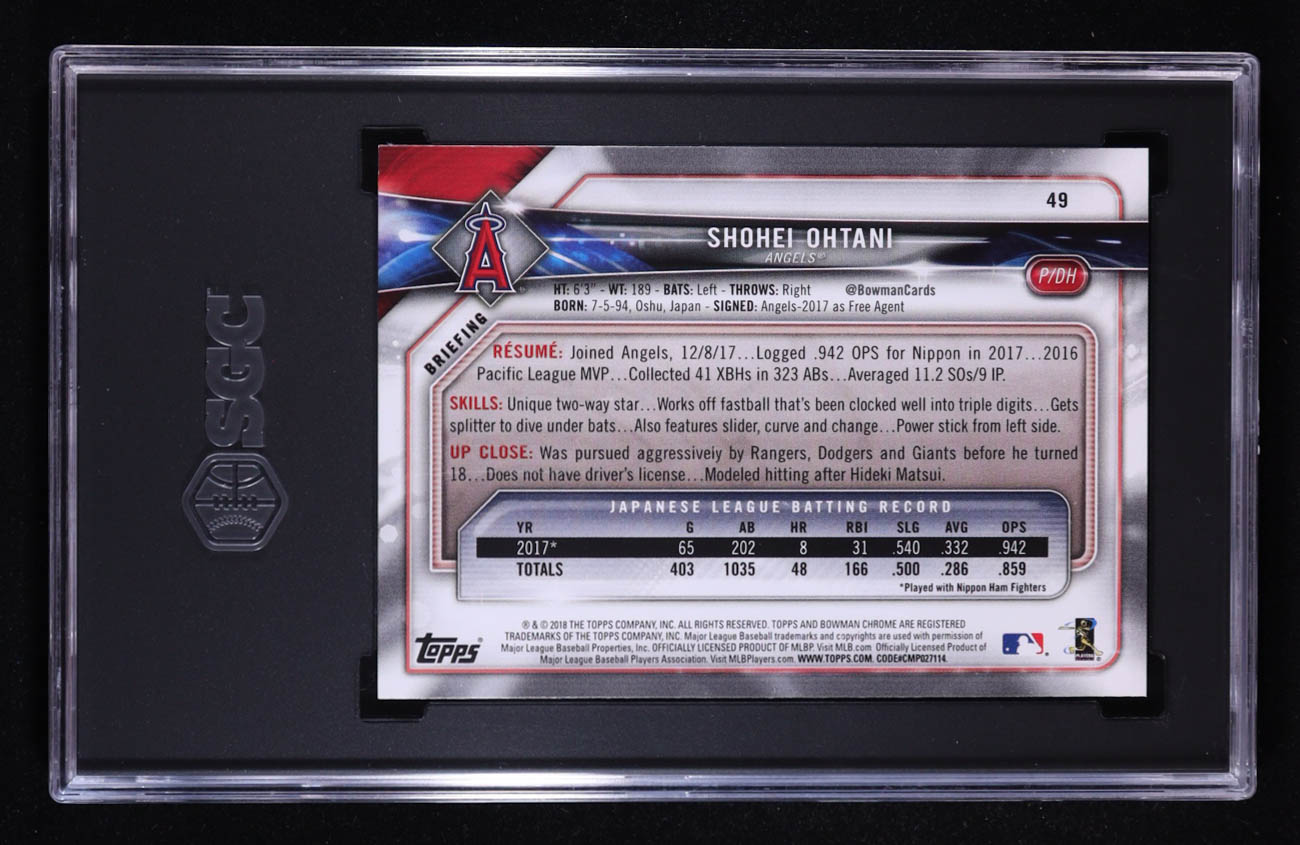 SGC
49
SHOHEI OHTANI
ANGELS®
A
P/DH
HT: 6'3" - WT: 189 - BATS: Left - THROWS: Right @BowmanCards
BORN: 7-5-94, Oshu, Japan - SIGNED: Angels-2017 as Free Agent
BRIEFING
RÉSUMÉ: Joined Angels, 12/8/17...Logged .942 OPS for Nippon in 2017...2016
Pacific League MVP...Collected 41 XBHs in 323 ABs...Averaged 11.2 SOs/9 IP.
SKILLS: Unique two-way star...Works off fastball that's been clocked well into triple digits...Gets
splitter to dive under bats...Also features slider, curve and change...Power stick from left side.
UP CLOSE: Was pursued aggressively by Rangers, Dodgers and Giants before he turned
18...Does not have driver's license...Modeled hitting after Hideki Matsui.
JAPANESE LEAGUE BATTING RECORD
YR G AB HR RBI SLG AVG OPS
2017* 65 202 8 31 .540 .332 .942
TOTALS 403 1035 48 166 .500 .286 .859
*Played with Nippon Ham Fighters
® & © 2018 THE TOPPS COMPANY, INC. ALL RIGHTS RESERVED. TOPPS AND BOWMAN CHROME ARE REGISTERED
TRADEMARKS OF THE TOPPS COMPANY, INC. Major League Baseball trademarks and copyrights are used with permission of
Major League Baseball Properties, Inc. OFFICIALLY LICENSED PRODUCT OF MLBP. Visit MLB.com Officially Licensed Product of
Major League Baseball Players Association. Visit MLBPlayers.com. WWW.TOPPS.COM. CODE#CMP027114.
TOPPS®
PLAYERS